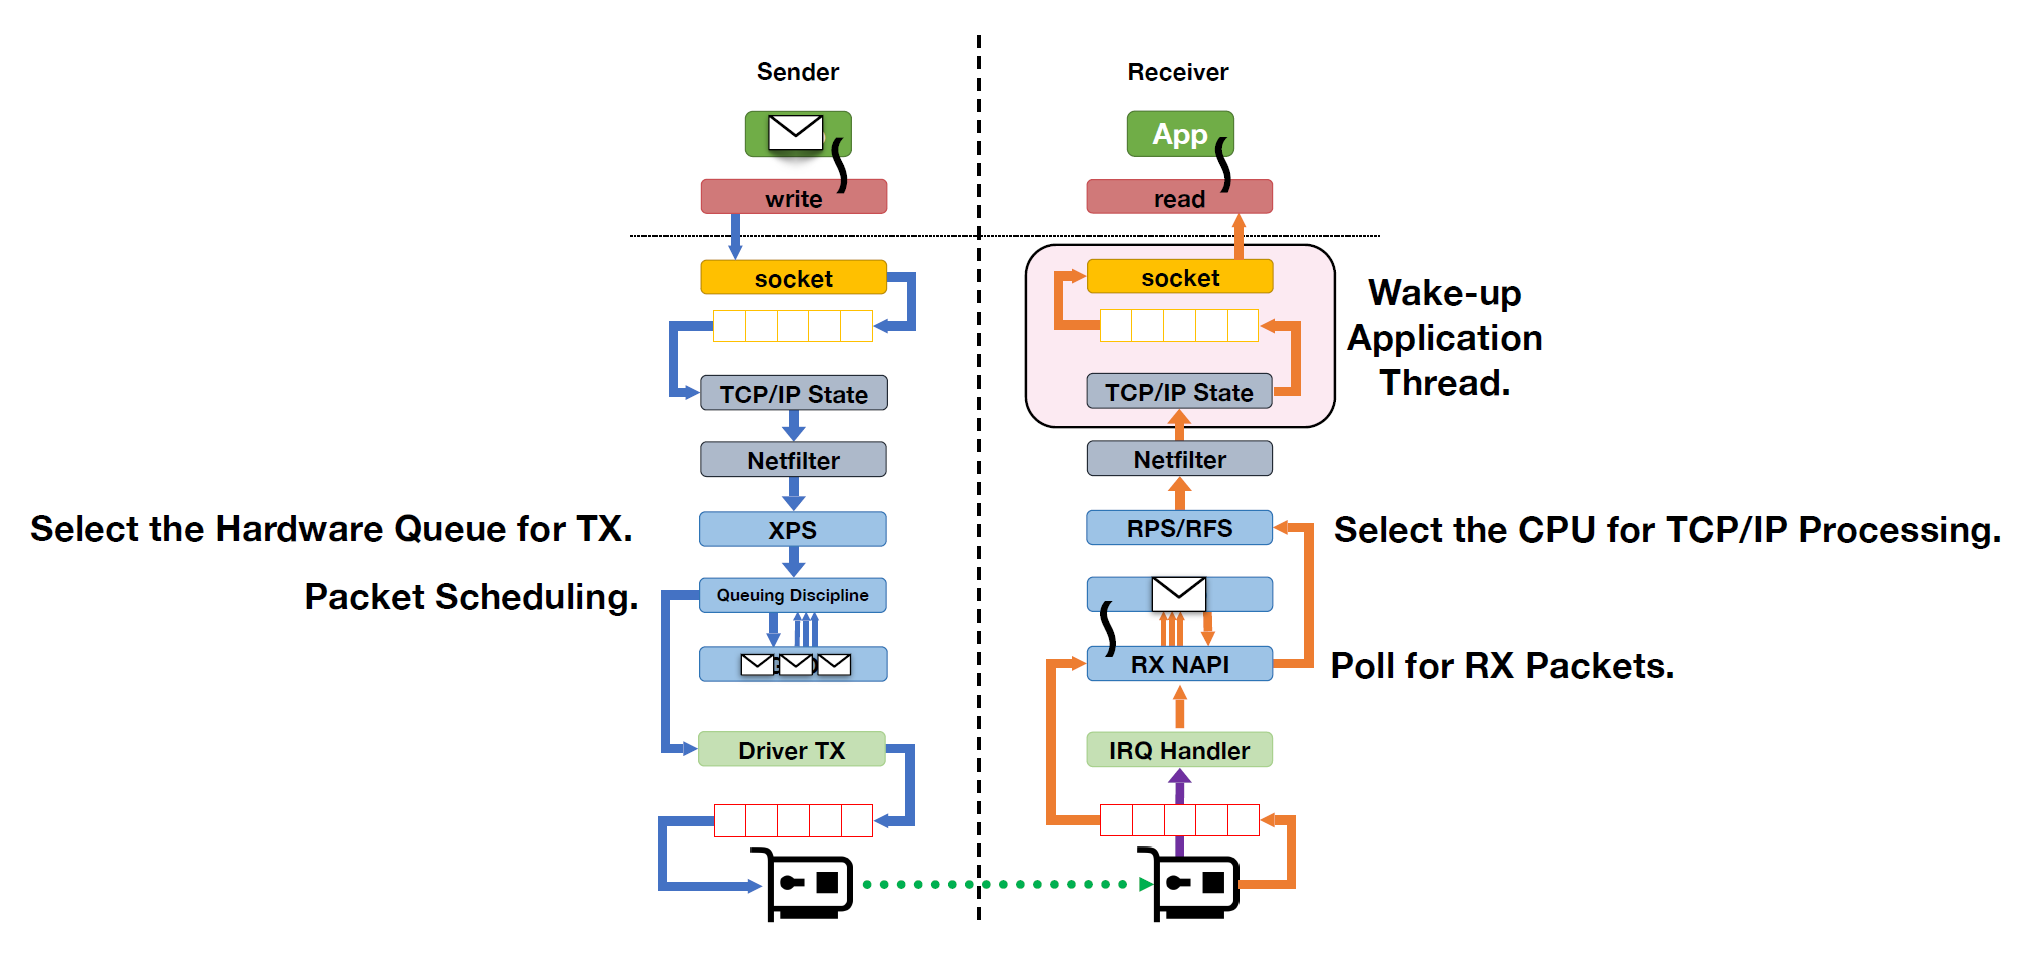 Sender
write
socket
TCP/IP State
Netfilter
Select the Hardware Queue for TX.
XPS
Packet Scheduling.
Queuing Discipline
Driver TX
Receiver
App
read
socket
Wake-up
Application
Thread.
TCP/IP State
Netfilter
RPS/RFS
Select the CPU for TCP/IP Processing.
RX NAPI
Poll for RX Packets.
IRQ Handler